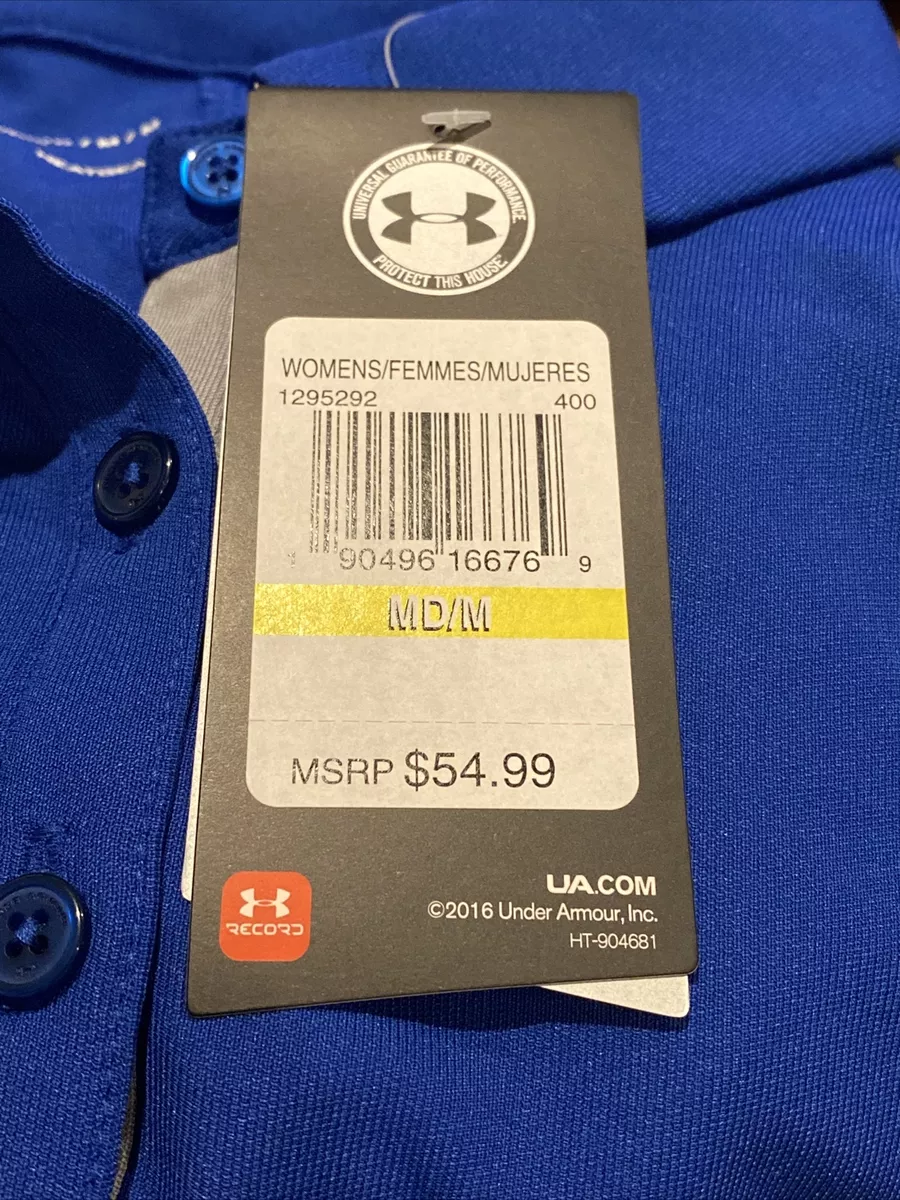 UNIVERSAL GUARANTEE OF PERFORMANCE
PROTECT THIS HOUSE
WOMENS/FEMMES/MUJERES
1295292 400
90496 16676 9
MD/M
MSRP $54.99
UA.COM
©2016 Under Armour, Inc.
HT-904681
RECORD